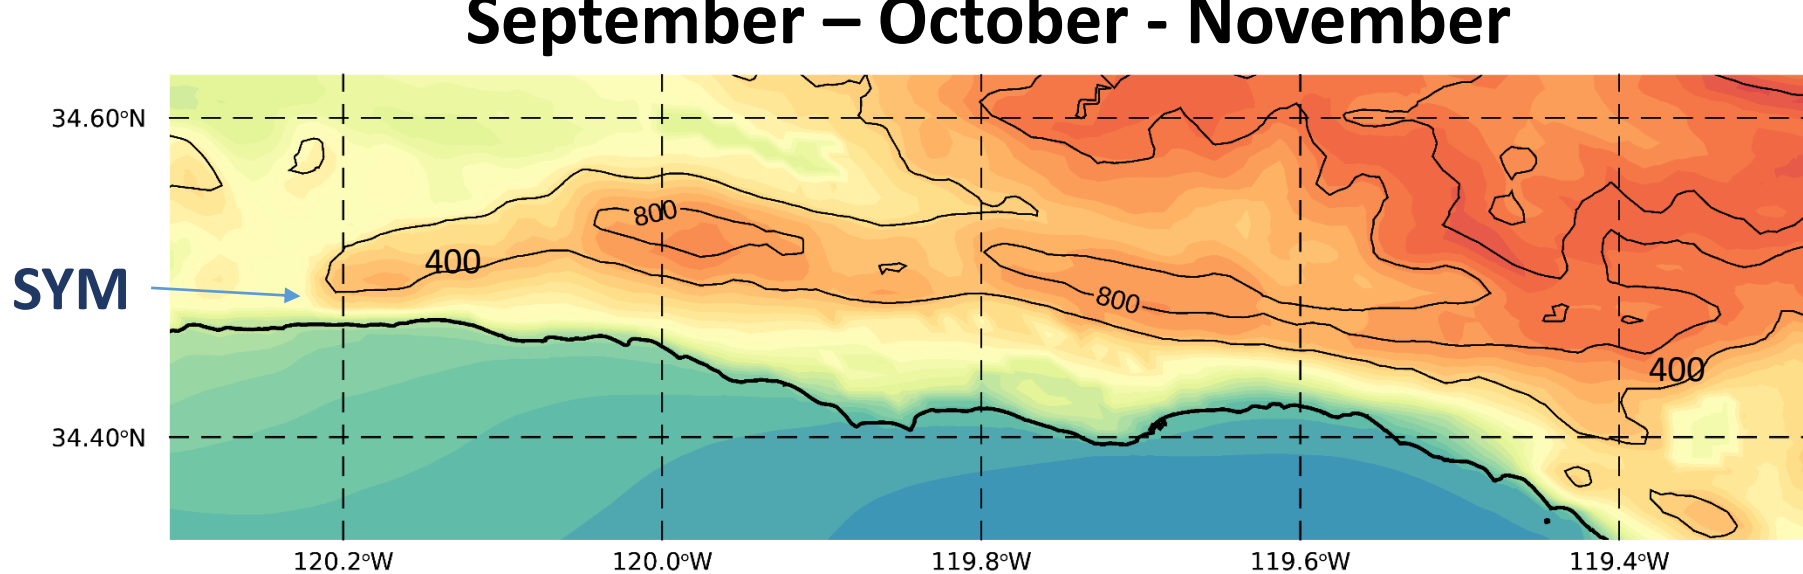 September – October - November
34.60°N
800
400
SYM
800
400
34.40°N
120.2°W 120.0°W 119.8°W 119.6°W 119.4°W